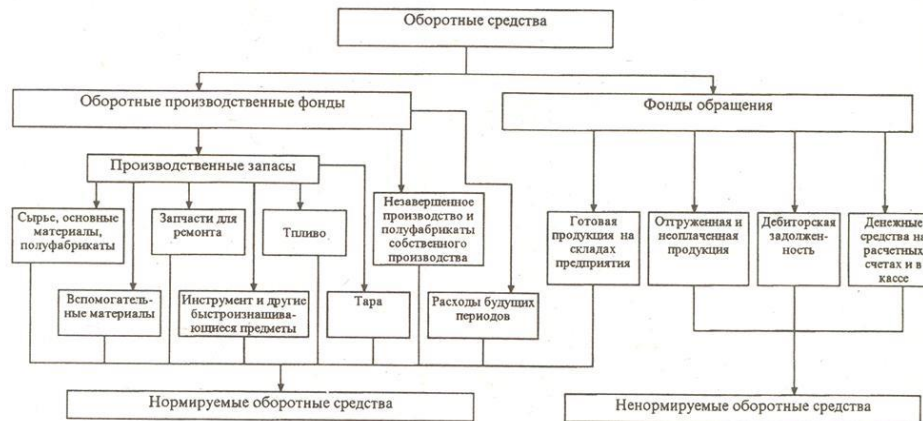 Оборотные средства
Оборотные производственные фонды
Фонды обращения
Производственные запасы
Сырье, основные
материалы,
полуфабрикаты
Запчасти для
ремонта
Тпливо
Незавершенное
производство и
полуфабрикаты
собственного
производства
Готовая
продукция на
складах
предприятия
Отгруженная и
неоплаченная
продукция
Дебиторская
задолжен-
ность
Денежные
средства на
расчетных
счетах и в
кассе
Вспомогатель-
ные материалы
Инструмент и другие
быстроизнашива-
ющиеся предметы
Тара
Расходы будущих
периодов
Нормируемые оборотные средства
Ненормируемые оборотные средства